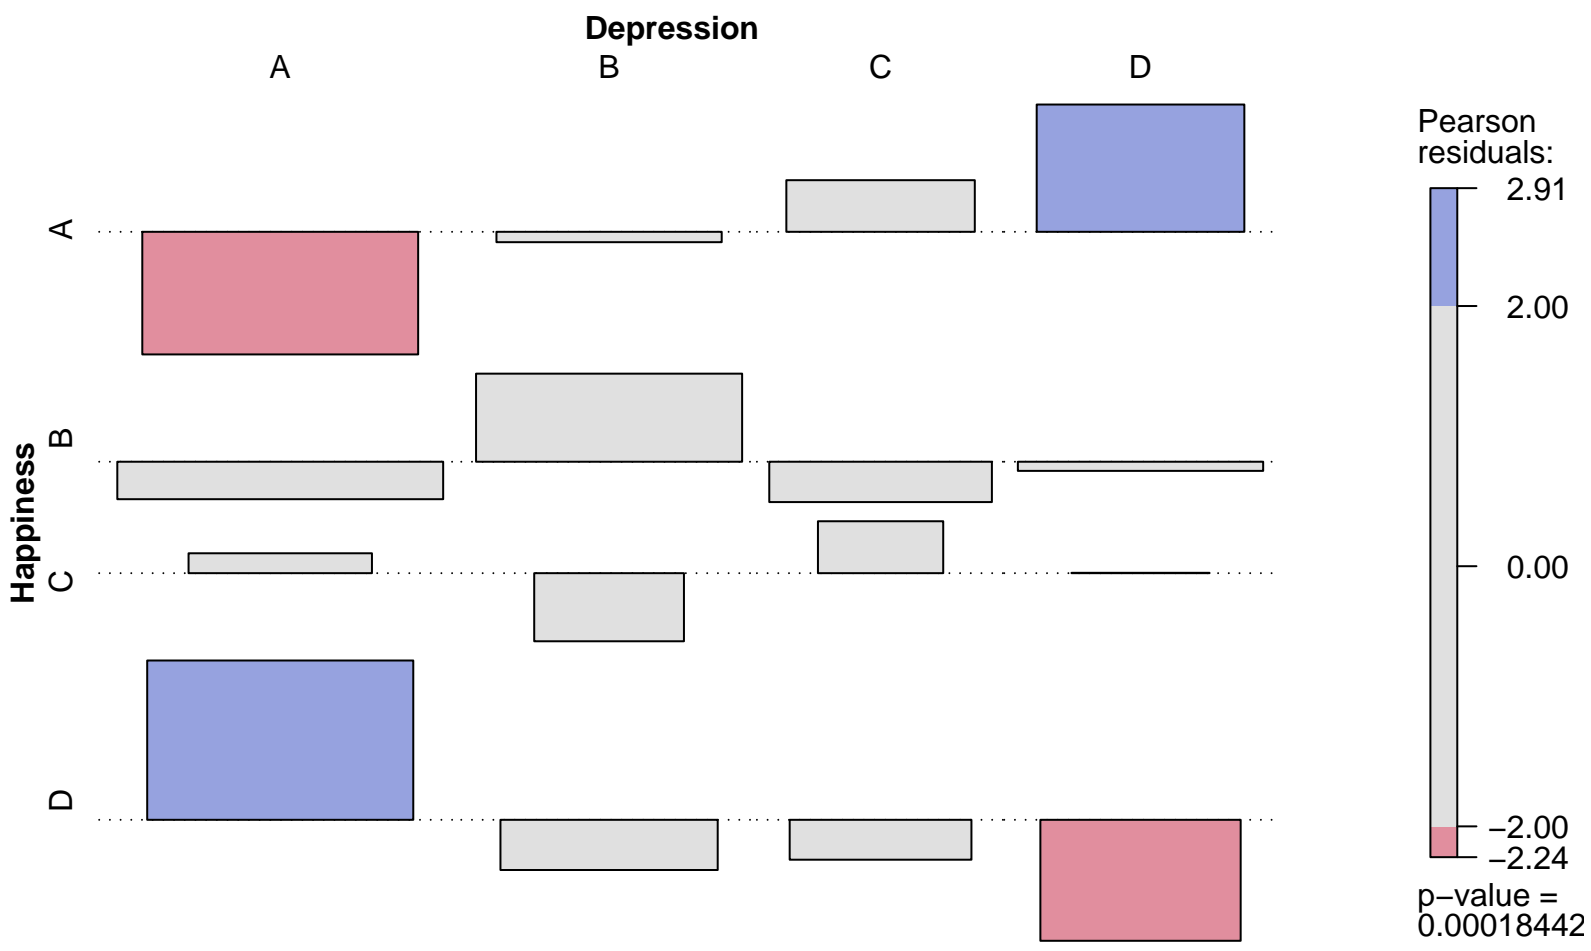 Depression
A B C D
Happiness
A
B
C
D
Pearson
residuals:
2.91
2.00
0.00
−2.00
−2.24
p−value =
0.00018442